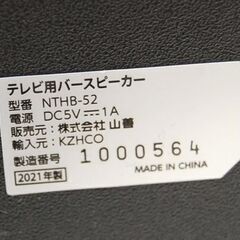 テレビ用バースピーカー
型番 NTHB-52
電源 DC5V⎓1A
販売元：株式会社 山善
輸入元：KZHCO
製造番号 1000564
2021年製 MADE IN CHINA